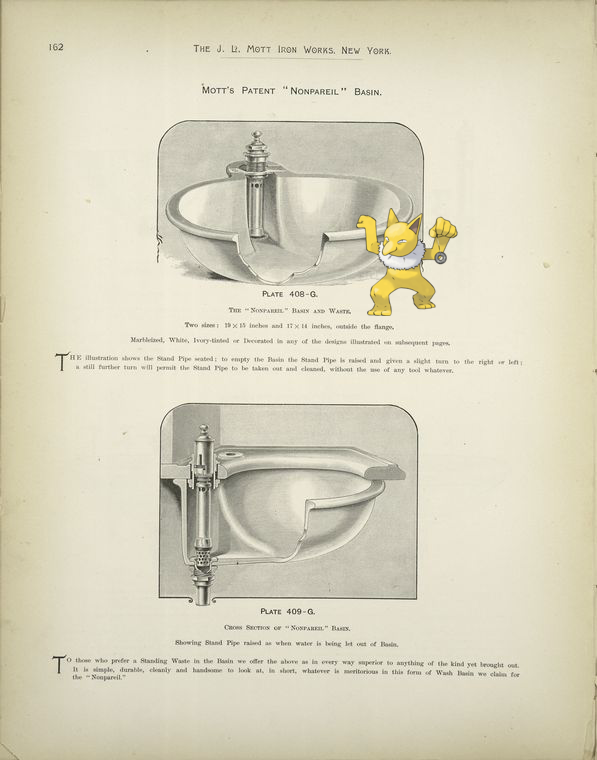 162
THE J. L. MOTT IRON WORKS, NEW YORK.
MOTT'S PATENT "NONPAREIL" BASIN.
PLATE 408-G.
THE "NONPAREIL" BASIN AND WASTE.
Two sizes: 19 × 15 inches and 17 × 14 inches, outside the flange.
Marbleized, White, Ivory-tinted or Decorated in any of the designs illustrated on subsequent pages.
THE illustration shows the Stand Pipe seated; to empty the Basin the Stand Pipe is raised and given a slight turn to the right or left;
a still further turn will permit the Stand Pipe to be taken out and cleaned, without the use of any tool whatever.
PLATE 409-G.
CROSS SECTION OF "NONPAREIL" BASIN.
Showing Stand Pipe raised as when water is being let out of Basin.
TO those who prefer a Standing Waste in the Basin we offer the above as in every way superior to anything of the kind yet brought out.
It is simple, durable, cleanly and handsome to look at, in short, whatever is meritorious in this form of Wash Basin we claim for
the "Nonpareil."